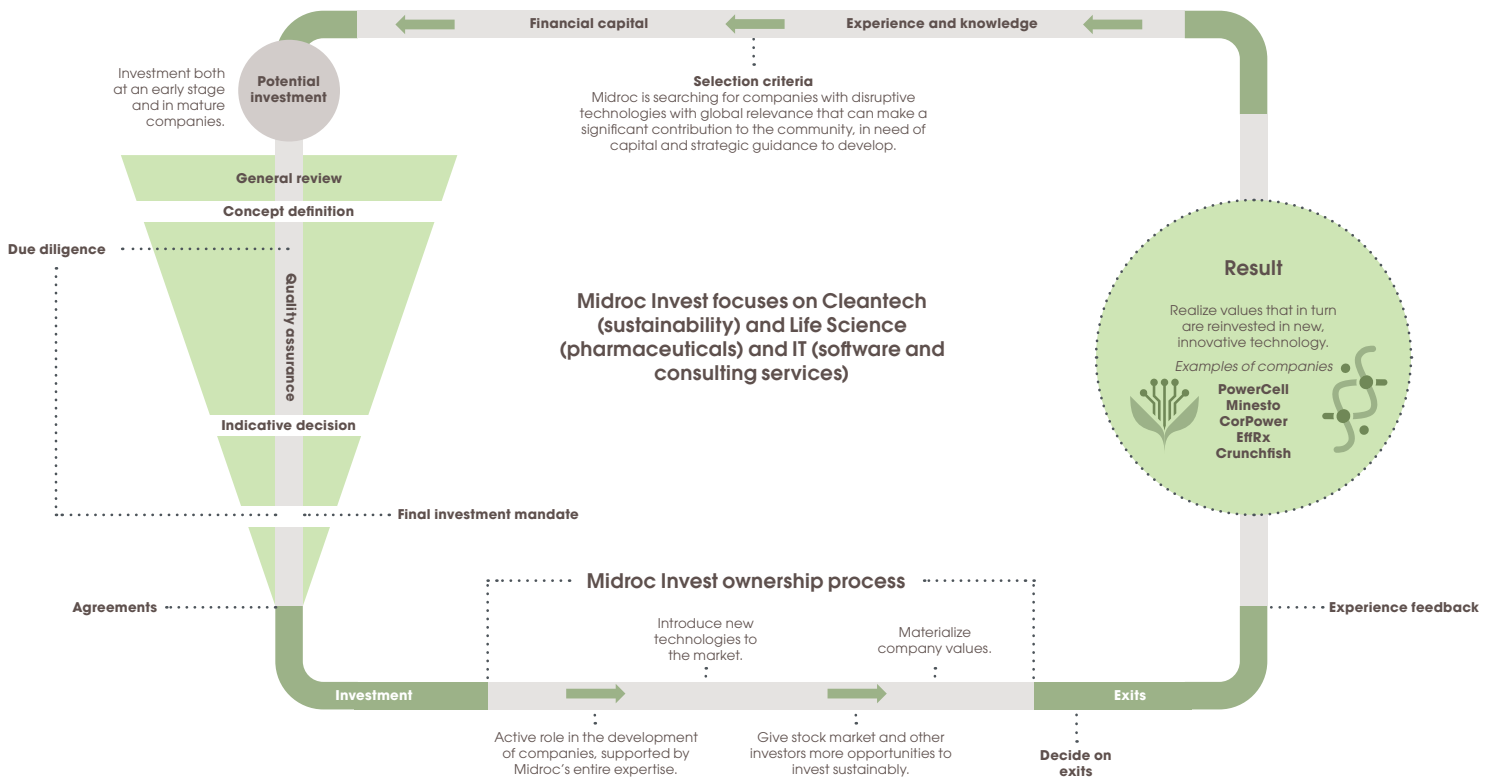 Financial capital
Experience and knowledge
Investment both
at an early stage
and in mature
companies.
Potential
investment
Selection criteria
Midroc is searching for companies with disruptive
technologies with global relevance that can make a
significant contribution to the community, in need of
capital and strategic guidance to develop.
General review
Concept definition
Due diligence
Quality assurance
Indicative decision
Final investment mandate
Agreements
Midroc Invest focuses on Cleantech
(sustainability) and Life Science
(pharmaceuticals) and IT (software and
consulting services)
Result
Realize values that in turn
are reinvested in new,
innovative technology.
Examples of companies
PowerCell
Minesto
CorPower
EffRx
Crunchfish
Experience feedback
Midroc Invest ownership process
Introduce new
technologies to
the market.
Materialize
company values.
Investment
Exits
Active role in the development
of companies, supported by
Midroc's entire expertise.
Give stock market and other
investors more opportunities to
invest sustainably.
Decide on
exits